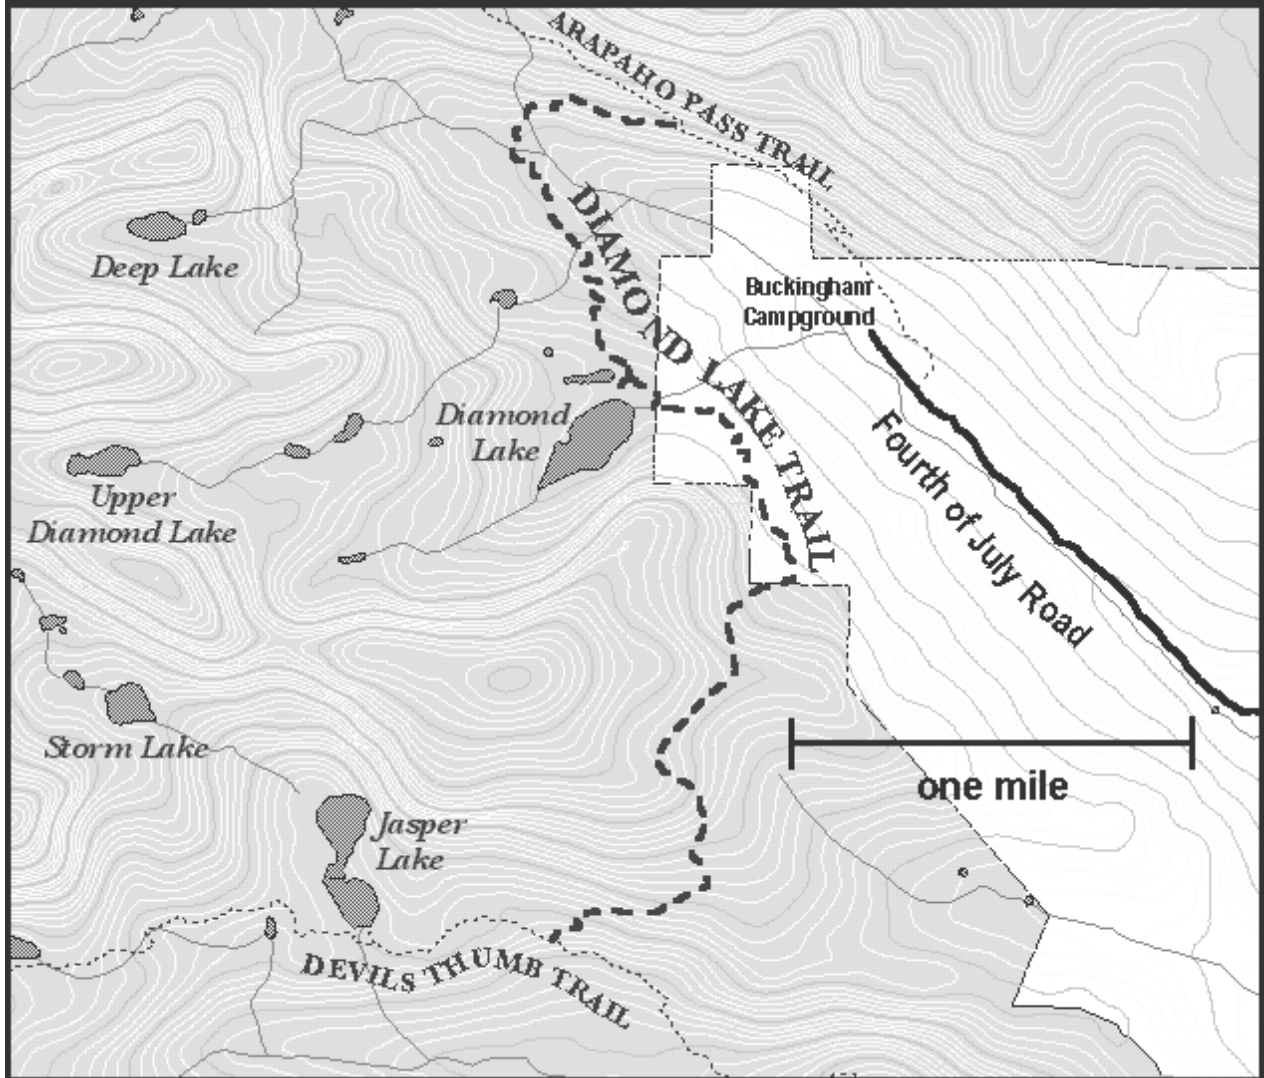 ARAPAHO PASS TRAIL
DIAMOND LAKE TRAIL
Deep Lake
Buckingham
Campground
Diamond
Lake
Fourth of July Road
Upper
Diamond Lake
Storm Lake
one mile
Jasper
Lake
DEVILS THUMB TRAIL